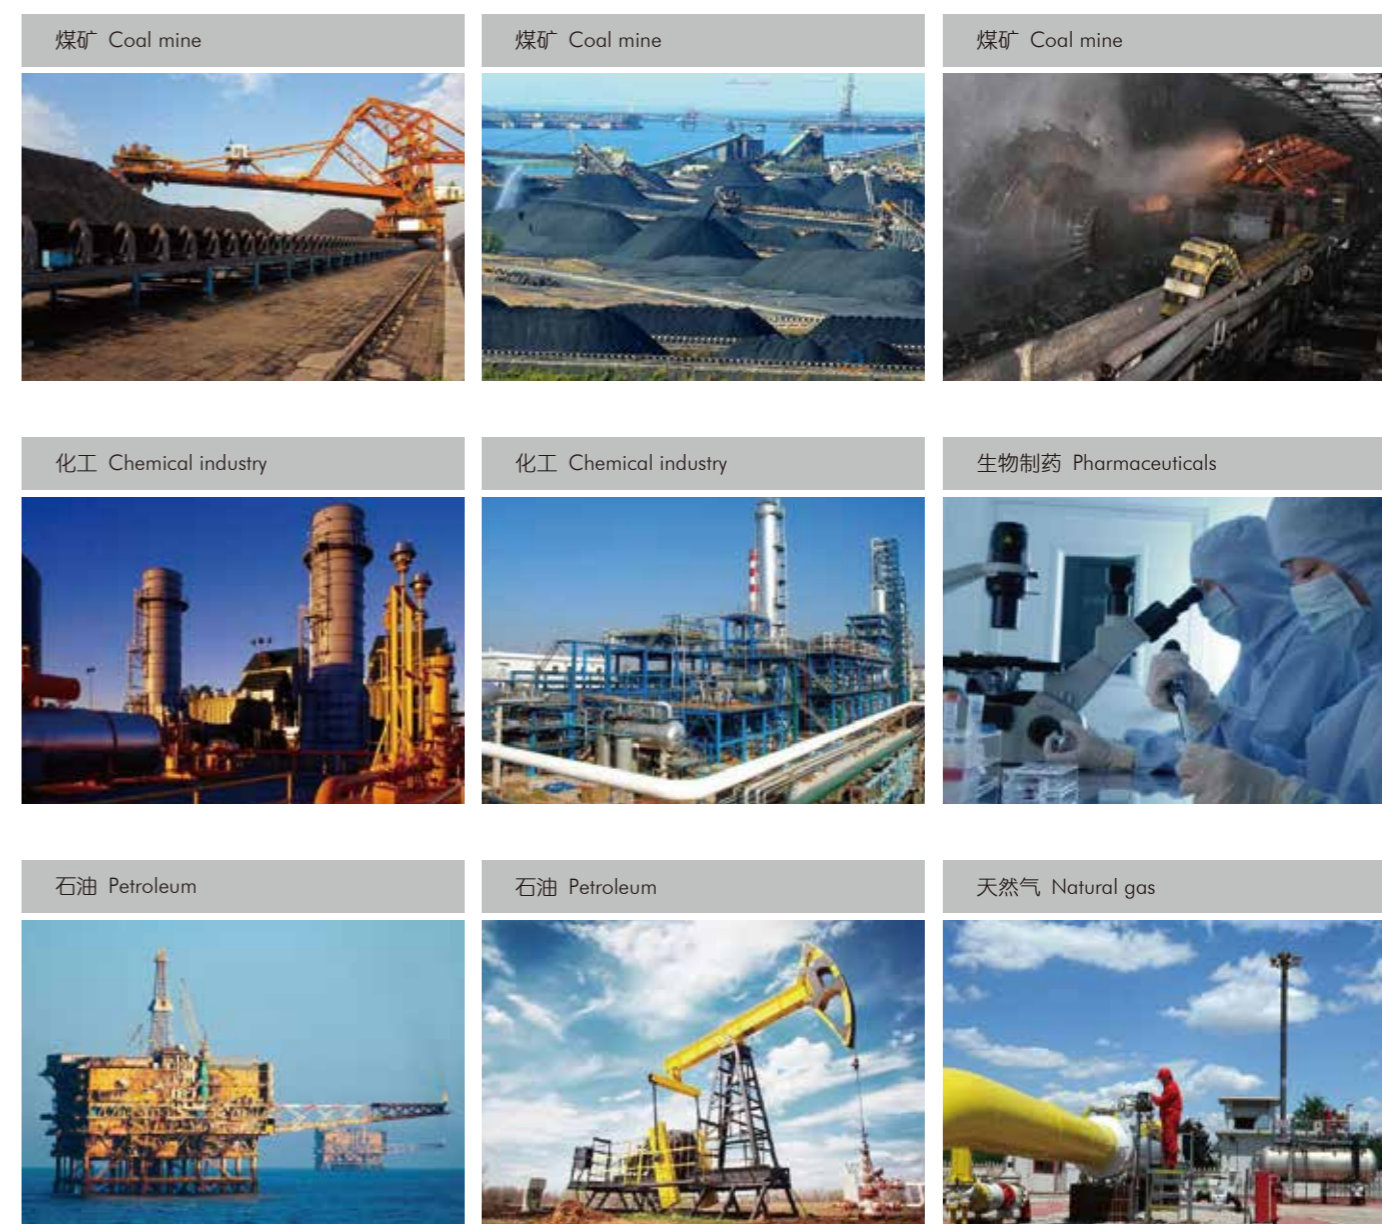 煤矿 Coal mine
煤矿 Coal mine
煤矿 Coal mine
化工 Chemical industry
化工 Chemical industry
生物制药 Pharmaceuticals
石油 Petroleum
石油 Petroleum
天然气 Natural gas